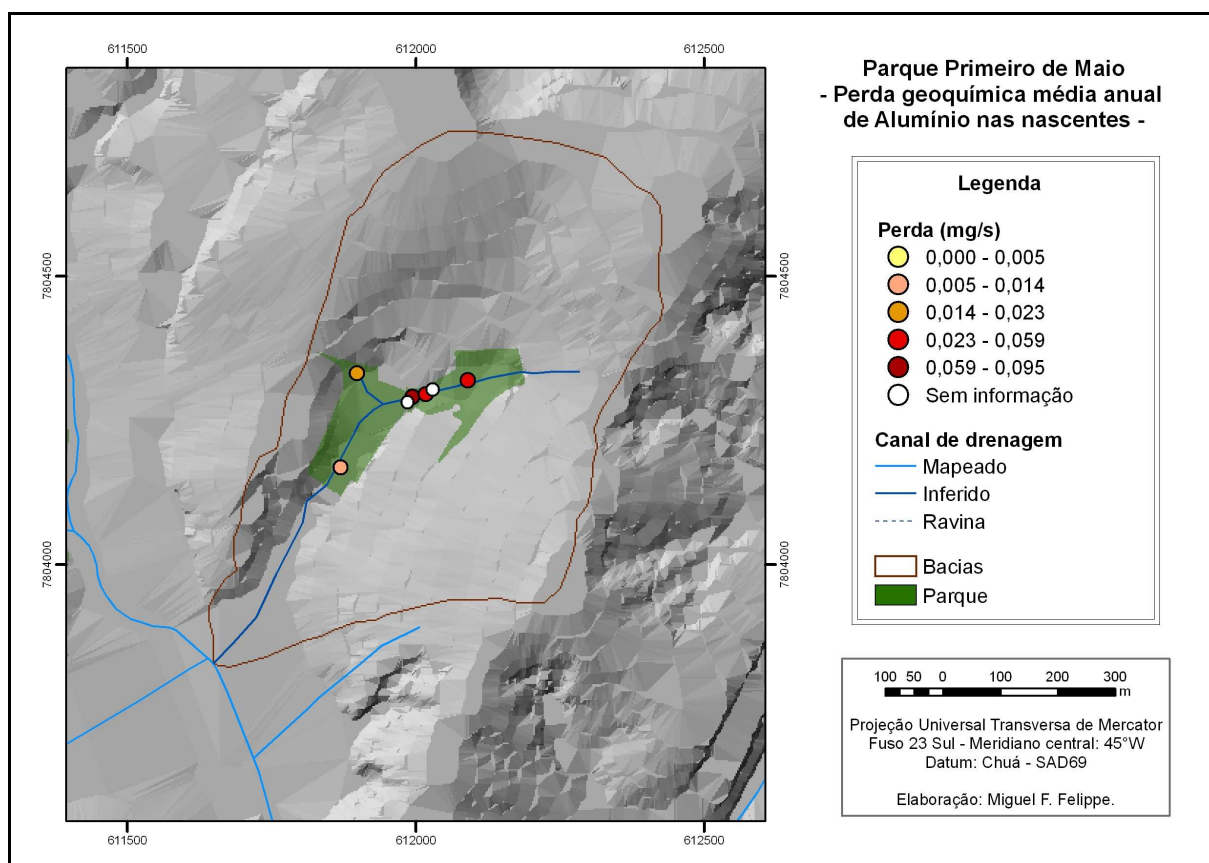 Parque Primeiro de Maio
- Perda geoquímica média anual
de Alumínio nas nascentes -
611500
612000
612500
7804500
7804000
7804500
7804000
611500
612000
612500
Legenda
Perda (mg/s)
0,000 - 0,005
0,005 - 0,014
0,014 - 0,023
0,023 - 0,059
0,059 - 0,095
Sem informação
Canal de drenagem
Mapeado
Inferido
Ravina
Bacias
Parque
100 50 0 100 200 300
m
Projeção Universal Transversa de Mercator
Fuso 23 Sul - Meridiano central: 45°W
Datum: Chuá - SAD69
Elaboração: Miguel F. Felippe.